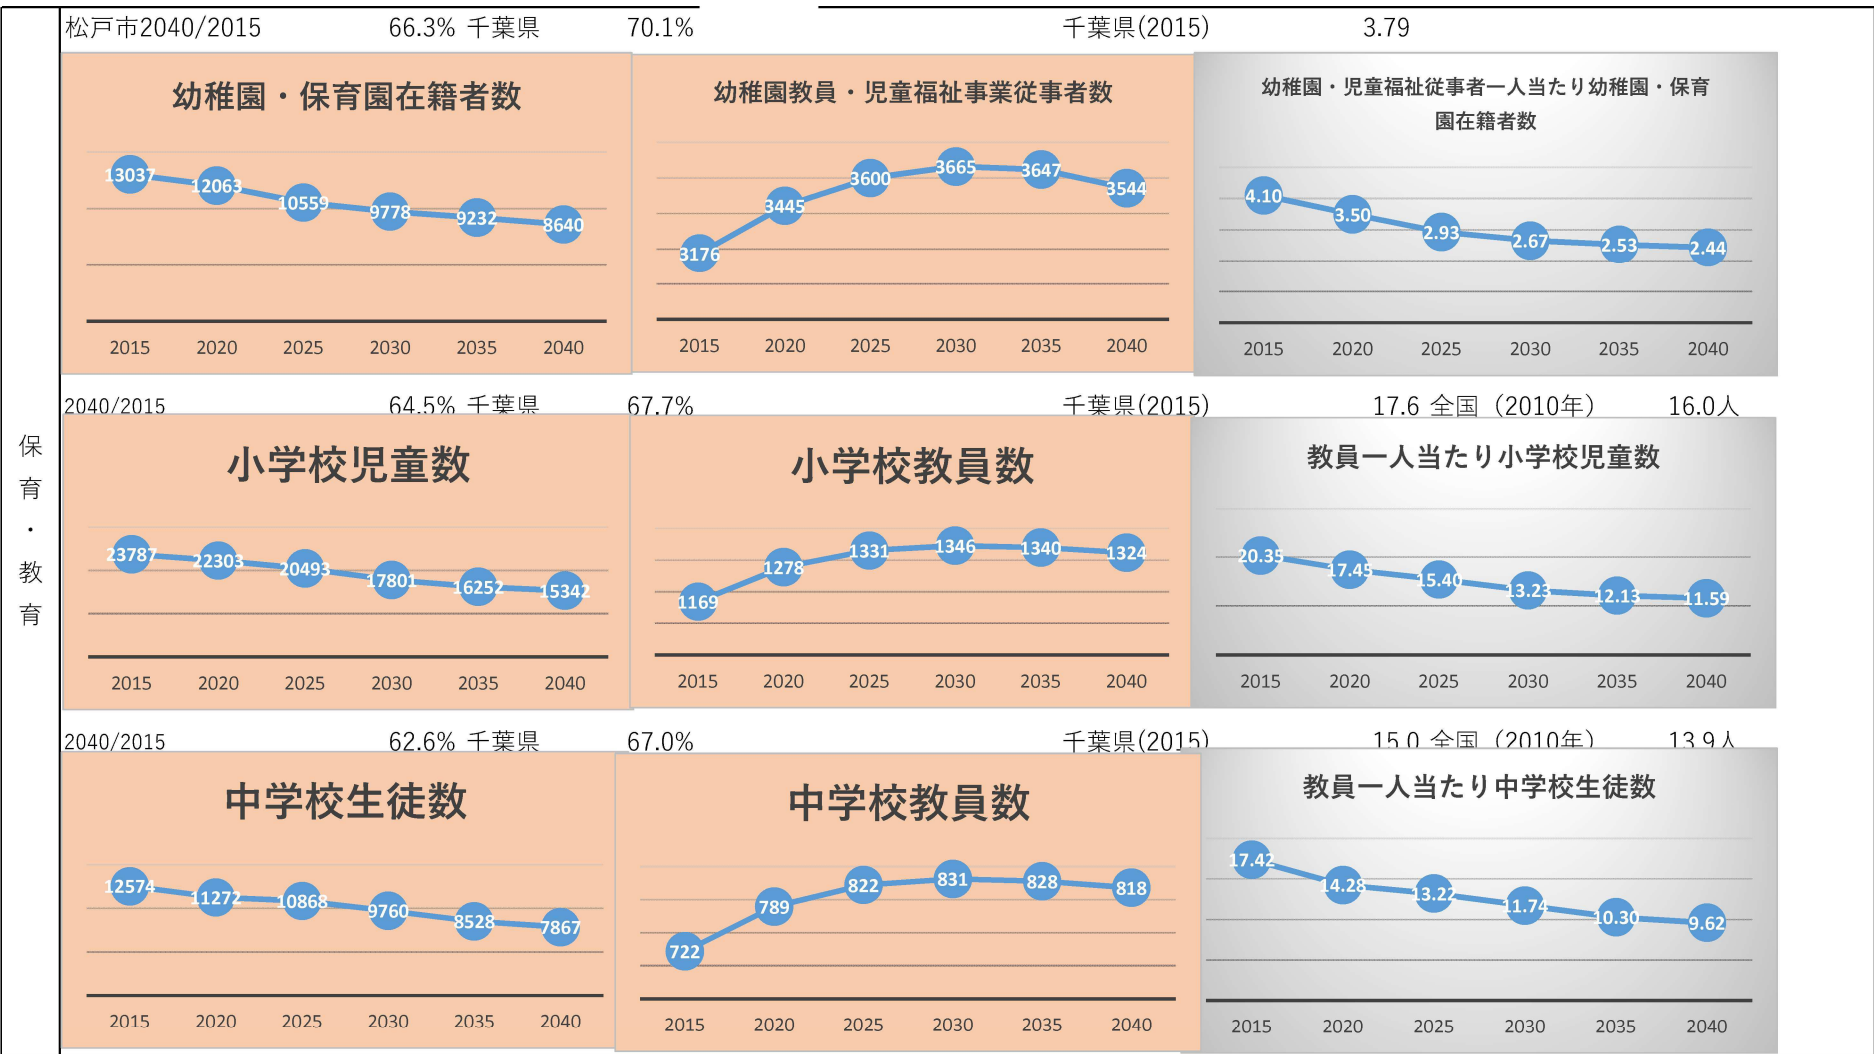 松戸市2040/2015 66.3% 千葉県 70.1% 千葉県(2015) 3.79
幼稚園・保育園在籍者数
13037 12063 10559 9778 9232 8640
2015 2020 2025 2030 2035 2040
幼稚園教員・児童福祉事業従事者数
3176 3445 3600 3665 3647 3544
2015 2020 2025 2030 2035 2040
幼稚園・児童福祉従事者一人当たり幼稚園・保育
園在籍者数
4.10 3.50 2.93 2.67 2.53 2.44
2015 2020 2025 2030 2035 2040
保育・教育
2040/2015 64.5% 千葉県 67.7% 千葉県(2015) 17.6 全国（2010年） 16.0人
小学校児童数
23787 22303 20493 17801 16252 15342
2015 2020 2025 2030 2035 2040
小学校教員数
1169 1278 1331 1346 1340 1324
2015 2020 2025 2030 2035 2040
教員一人当たり小学校児童数
20.35 17.45 15.40 13.23 12.13 11.59
2015 2020 2025 2030 2035 2040
2040/2015 62.6% 千葉県 67.0% 千葉県(2015) 15.0 全国（2010年） 13.9人
中学校生徒数
12574 11272 10868 9760 8528 7867
2015 2020 2025 2030 2035 2040
中学校教員数
722 789 822 831 828 818
2015 2020 2025 2030 2035 2040
教員一人当たり中学校生徒数
17.42 14.28 13.22 11.74 10.30 9.62
2015 2020 2025 2030 2035 2040